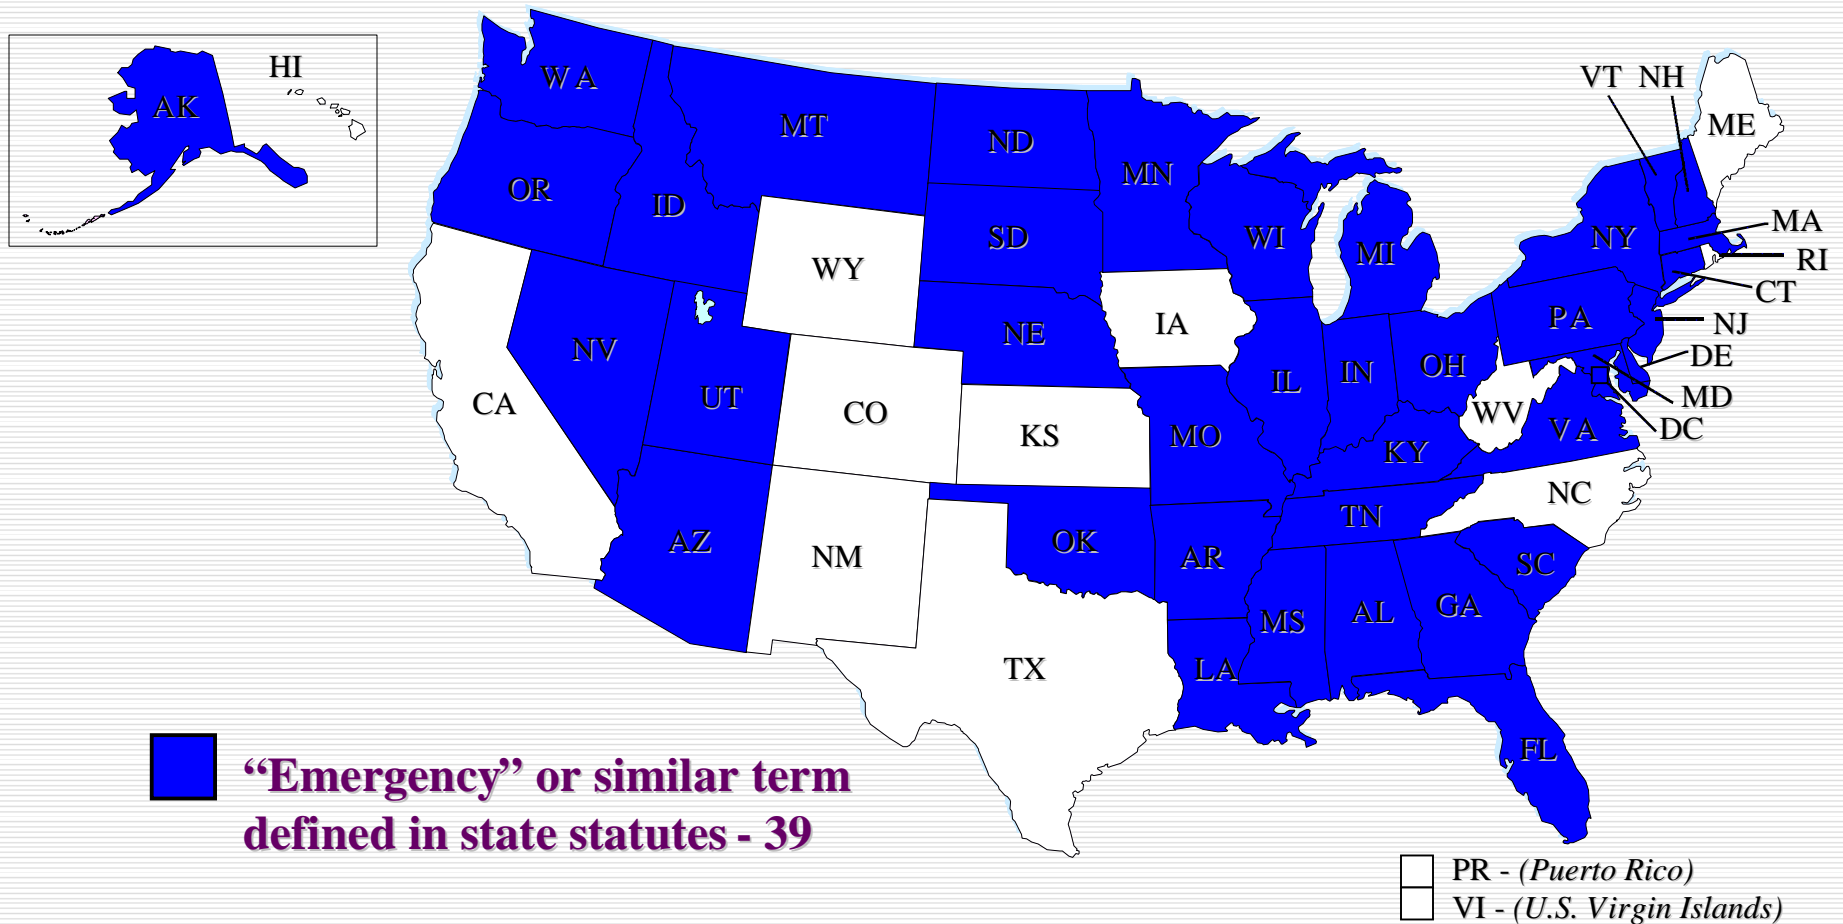 HI
AK
WA
MT
ND
MN
OR
ID
SD
WI
MI
VT NH
ME
NY
MA
RI
CT
NJ
DE
MD
DC
WY
NE
IA
PA
NV
UT
CO
KS
MO
IL
IN
OH
WV
VA
KY
CA
AZ
NM
OK
AR
TN
NC
SC
TX
LA
MS
AL
GA
FL
“Emergency” or similar term
defined in state statutes - 39
PR - (Puerto Rico)
VI - (U.S. Virgin Islands)